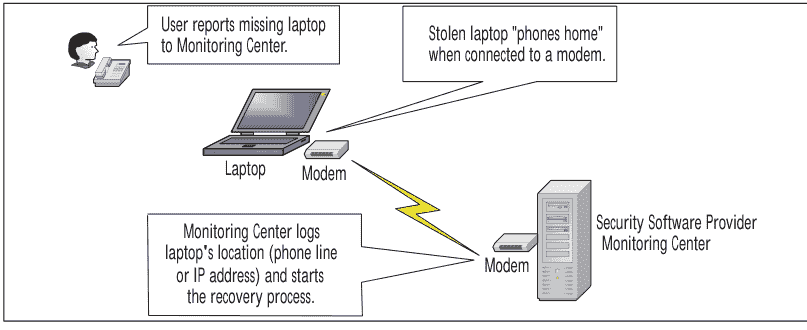 User reports missing laptop
to Monitoring Center.
Stolen laptop "phones home"
when connected to a modem.
Laptop
Modem
Monitoring Center logs
laptop's location (phone line
or IP address) and starts
the recovery process.
Modem
Security Software Provider
Monitoring Center